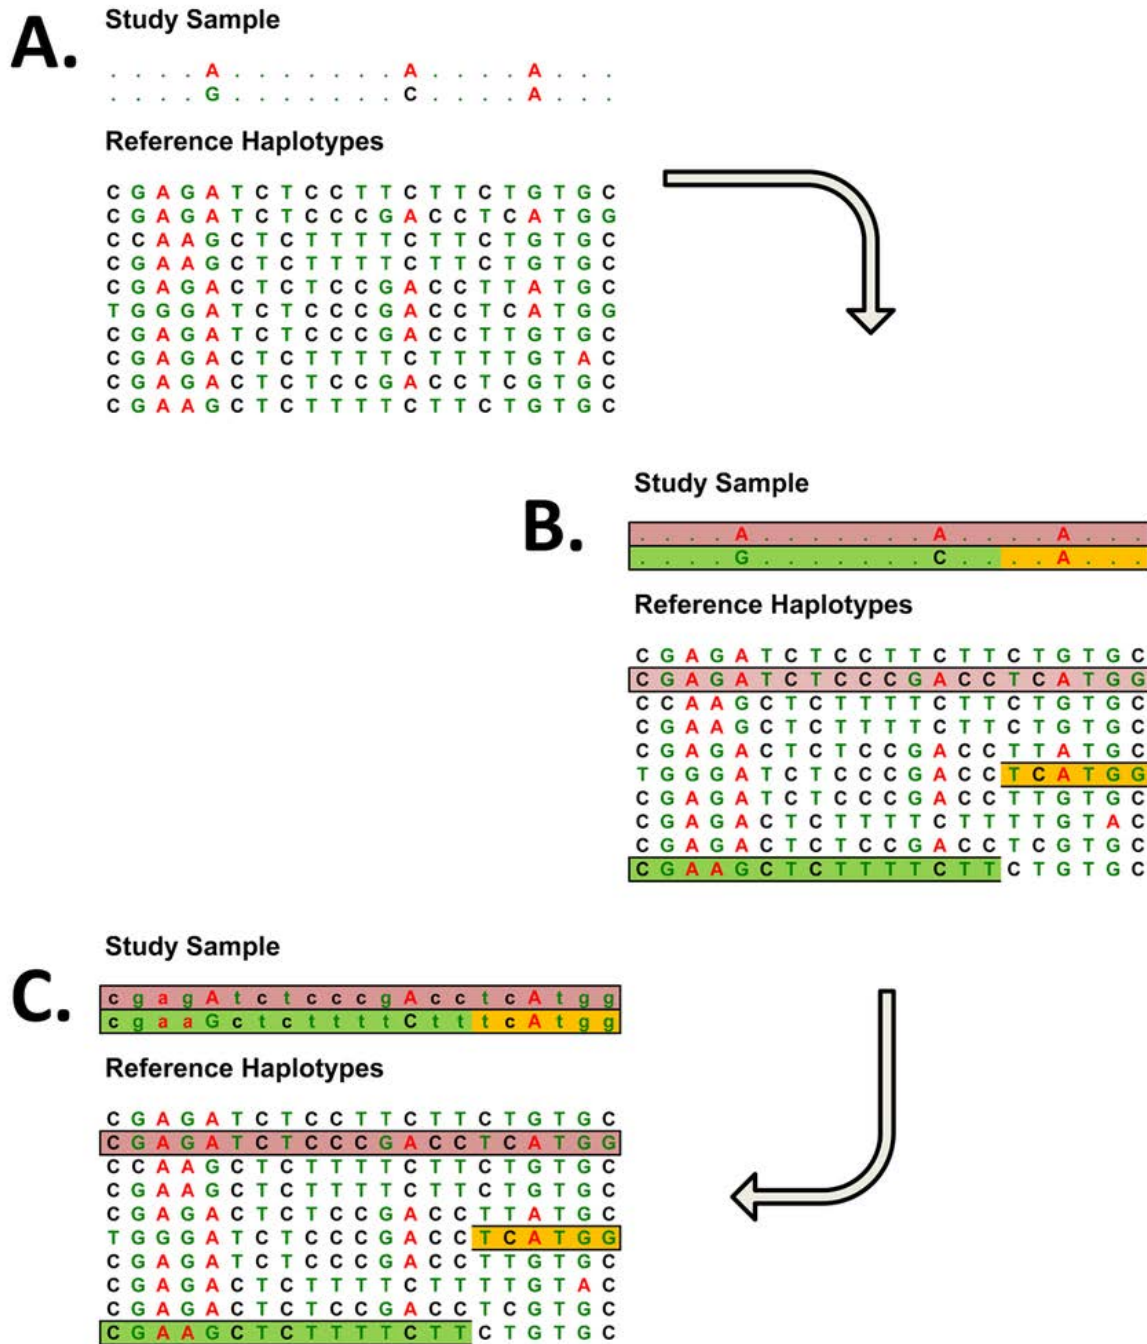 A.
Study Sample
. . . . A . . . . . . . A . . . . A . . .
. . . . G . . . . . . . C . . . . A . . .
Reference Haplotypes
C G A G A T C T C C T T C T T C T G T G C
C G A G A T C T C C C G A C C T C A T G G
C C A A G C T C T T T T C T T C T G T G C
C G A A G C T C T T T T C T T C T G T G C
C G A G A C T C T C C G A C C T T A T G C
T G G G A T C T C C C G A C C T C A T G G
C G A G A T C T C C C G A C C T T G T G C
C G A G A C T C T T T T C T T T T G T A C
C G A G A C T C T C C G A C C T C G T G C
C G A A G C T C T T T T C T T C T G T G C
B.
Study Sample
. . . . A . . . . . . . A . . . . A . . .
. . . . G . . . . . . . C . . . . A . . .
Reference Haplotypes
C G A G A T C T C C T T C T T C T G T G C
C G A G A T C T C C C G A C C T C A T G G
C C A A G C T C T T T T C T T C T G T G C
C G A A G C T C T T T T C T T C T G T G C
C G A G A C T C T C C G A C C T T A T G C
T G G G A T C T C C C G A C C T C A T G G
C G A G A T C T C C C G A C C T T G T G C
C G A G A C T C T T T T C T T T T G T A C
C G A G A C T C T C C G A C C T C G T G C
C G A A G C T C T T T T C T T C T G T G C
C.
Study Sample
c g a g A t c t c c c g A c c t c A t g g
c g a a G c t c t t t t C t t t c A t g g
Reference Haplotypes
C G A G A T C T C C T T C T T C T G T G C
C G A G A T C T C C C G A C C T C A T G G
C C A A G C T C T T T T C T T C T G T G C
C G A A G C T C T T T T C T T C T G T G C
C G A G A C T C T C C G A C C T T A T G C
T G G G A T C T C C C G A C C T C A T G G
C G A G A T C T C C C G A C C T T G T G C
C G A G A C T C T T T T C T T T T G T A C
C G A G A C T C T C C G A C C T C G T G C
C G A A G C T C T T T T C T T C T G T G C